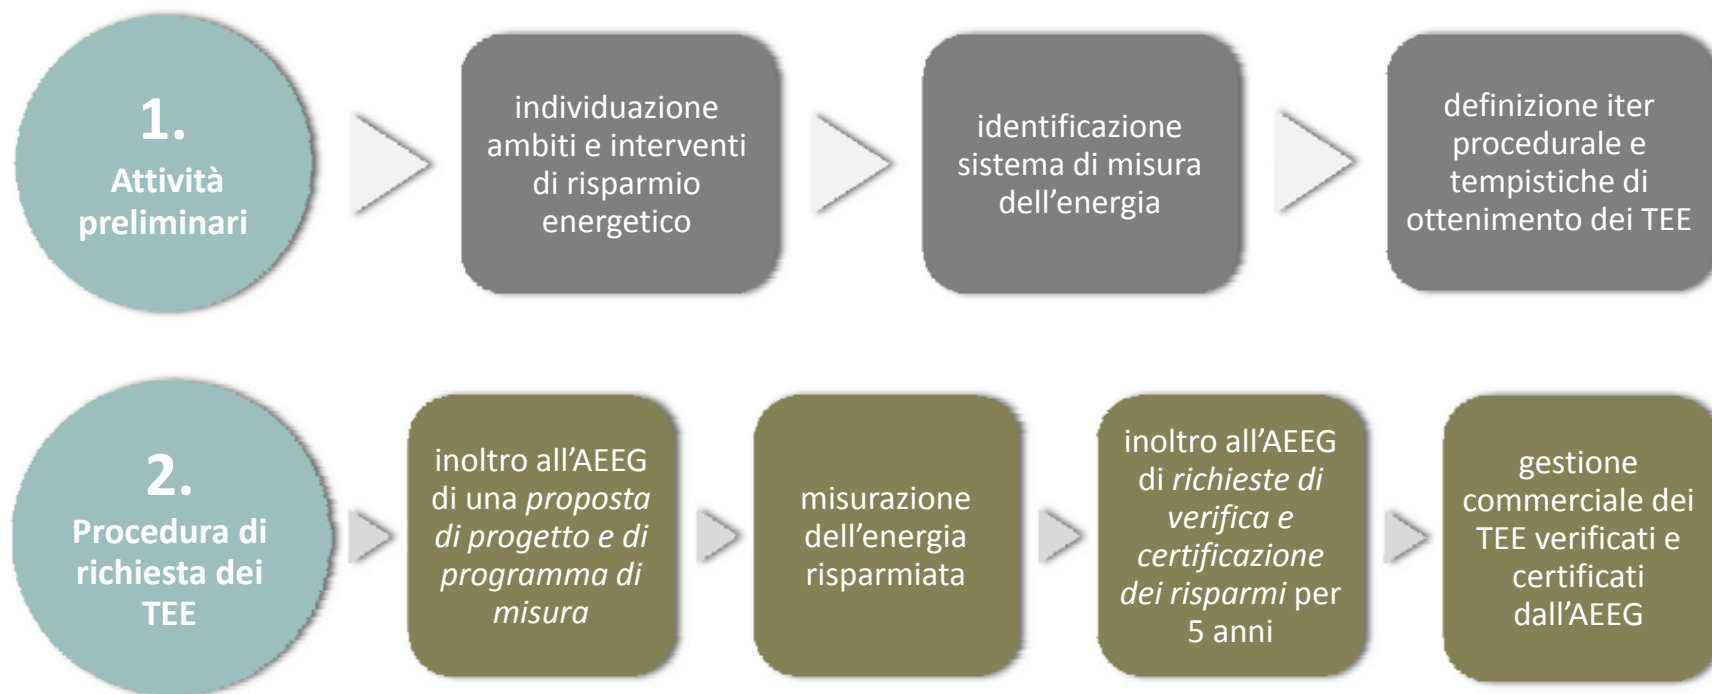 1.
Attività
preliminari
individuazione
ambiti e interventi
di risparmio
energetico
identificazione
sistema di misura
dell’energia
definizione iter
procedurale e
tempistiche di
ottenimento dei TEE
2.
Procedura di
richiesta dei
TEE
inoltro all’AEEG
di una proposta
di progetto e di
programma di
misura
misurazione
dell’energia
risparmiata
inoltro all’AEEG
di richieste di
verifica e
certificazione
dei risparmi per
5 anni
gestione
commerciale dei
TEE verificati e
certificati
dall’AEEG